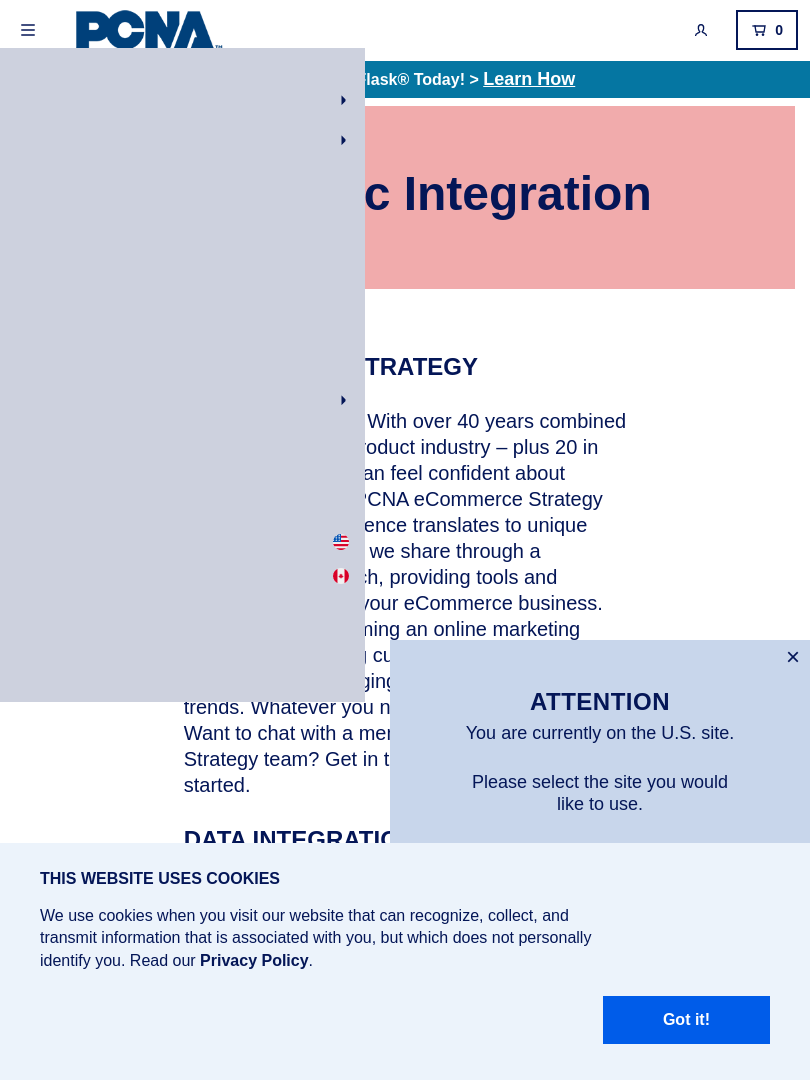 PCNA™
0
Flask® Today! > Learn How
c Integration
TRATEGY
With over 40 years combined
roduct industry – plus 20 in
an feel confident about
PCNA eCommerce Strategy
ence translates to unique
we share through a
ch, providing tools and
your eCommerce business.
ming an online marketing
g cu
ging
trends. Whatever you n
Want to chat with a mer
Strategy team? Get in t
started.
ATTENTION
You are currently on the U.S. site.
Please select the site you would
like to use.
DATA INTEGRATIO
THIS WEBSITE USES COOKIES
We use cookies when you visit our website that can recognize, collect, and
transmit information that is associated with you, but which does not personally
identify you. Read our Privacy Policy.
Got it!